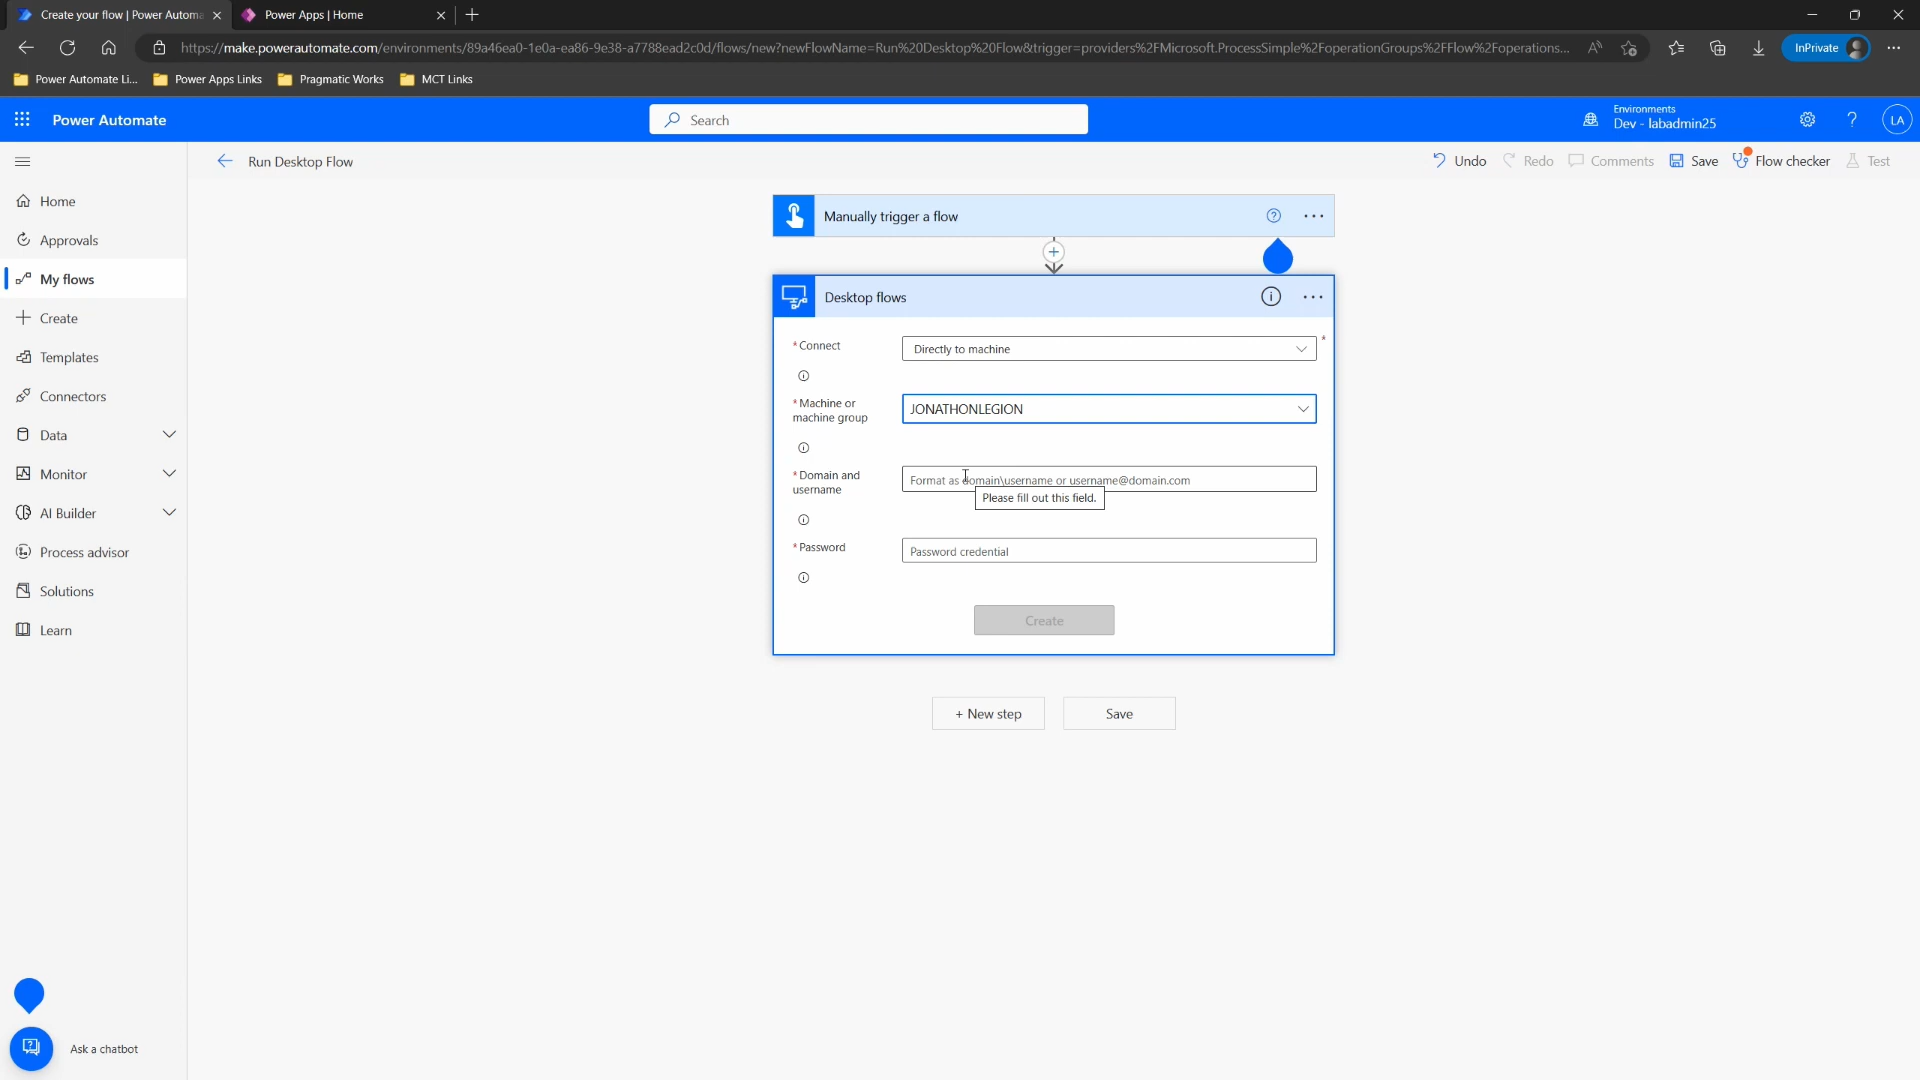 Create your flow | Power Automa
Power Apps | Home
https://make.powerautomate.com/environments/89a46ea0-1e0a-ea86-9e38-a7788ead2c0d/flows/new?newFlowName=Run%20Desktop%20Flow&trigger=providers%2FMicrosoft.ProcessSimple%2FoperationGroups%2FFlow%2Foperations...
InPrivate
Power Automate Li...
Power Apps Links
Pragmatic Works
MCT Links
Power Automate
Search
Environments
Dev - labadmin25
LA
Run Desktop Flow
Undo
Redo
Comments
Save
Flow checker
Test
Home
Approvals
My flows
Create
Templates
Connectors
Data
Monitor
AI Builder
Process advisor
Solutions
Learn
Ask a chatbot
Manually trigger a flow
Desktop flows
* Connect
Directly to machine
*
* Machine or
machine group
JONATHONLEGION
* Domain and
username
Format as domain\username or username@domain.com
Please fill out this field.
* Password
Password credential
Create
+ New step
Save